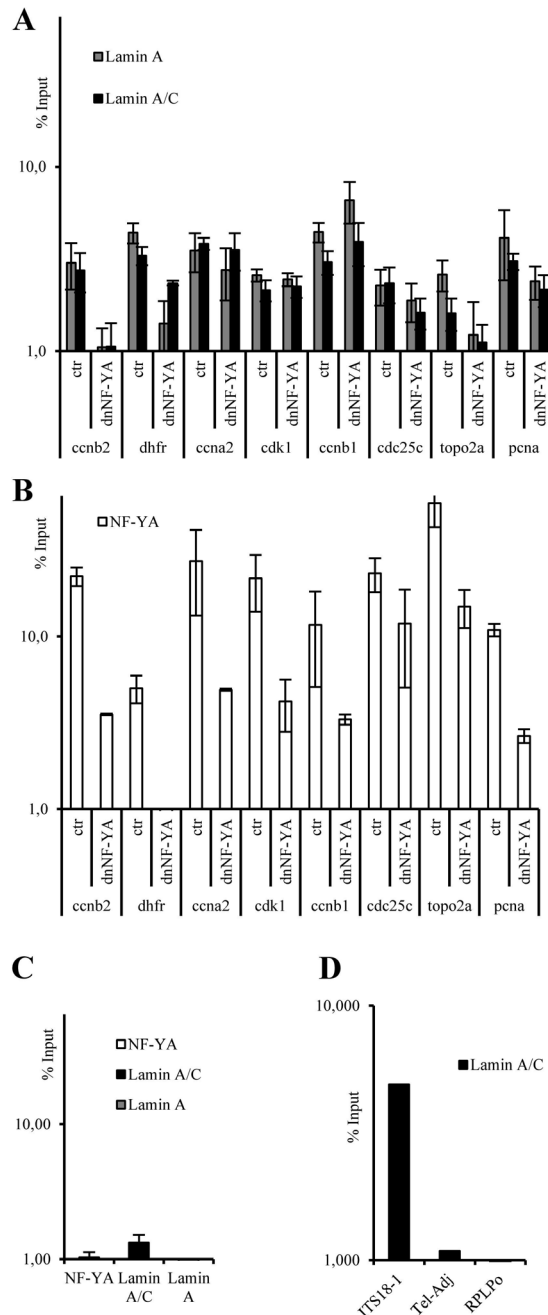 A
% Input
Lamin A
Lamin A/C
10,0
1,0
ctr dnNF-YA ctr dnNF-YA ctr dnNF-YA ctr dnNF-YA ctr dnNF-YA ctr dnNF-YA ctr dnNF-YA ctr dnNF-YA
ccnb2 dhfr ccna2 cdk1 ccnb1 cdc25c topo2a pcna
B
% Input
NF-YA
10,0
1,0
ctr dnNF-YA ctr dnNF-YA ctr dnNF-YA ctr dnNF-YA ctr dnNF-YA ctr dnNF-YA ctr dnNF-YA ctr dnNF-YA
ccnb2 dhfr ccna2 cdk1 ccnb1 cdc25c topo2a pcna
C
% Input
NF-YA
Lamin A/C
Lamin A
10,00
1,00
NF-YA Lamin A/C Lamin A
D
10,000
% Input
Lamin A/C
1,000
Tel-Adj RPLPo